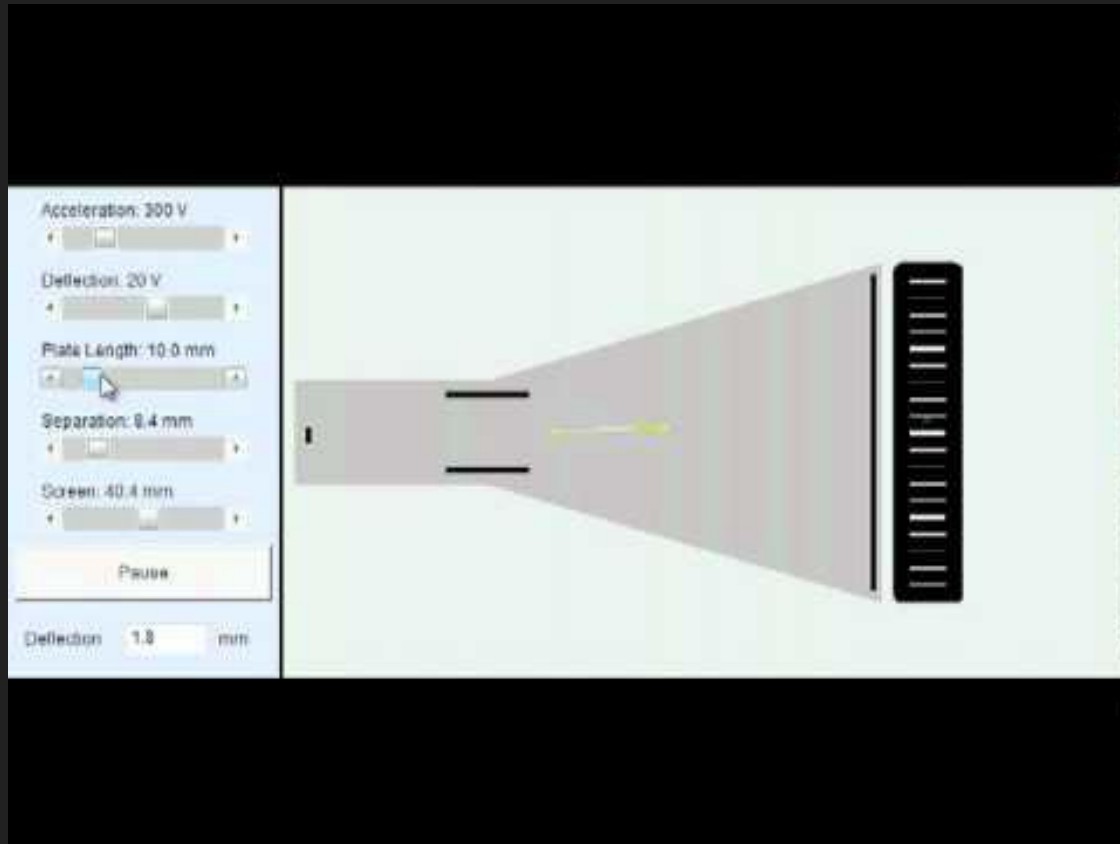 Acceleration: 300 V
Deflection: 20 V
Plate Length: 10.0 mm
Separation: 8.4 mm
Screen: 40.4 mm
Pause
Deflection 1.8 mm